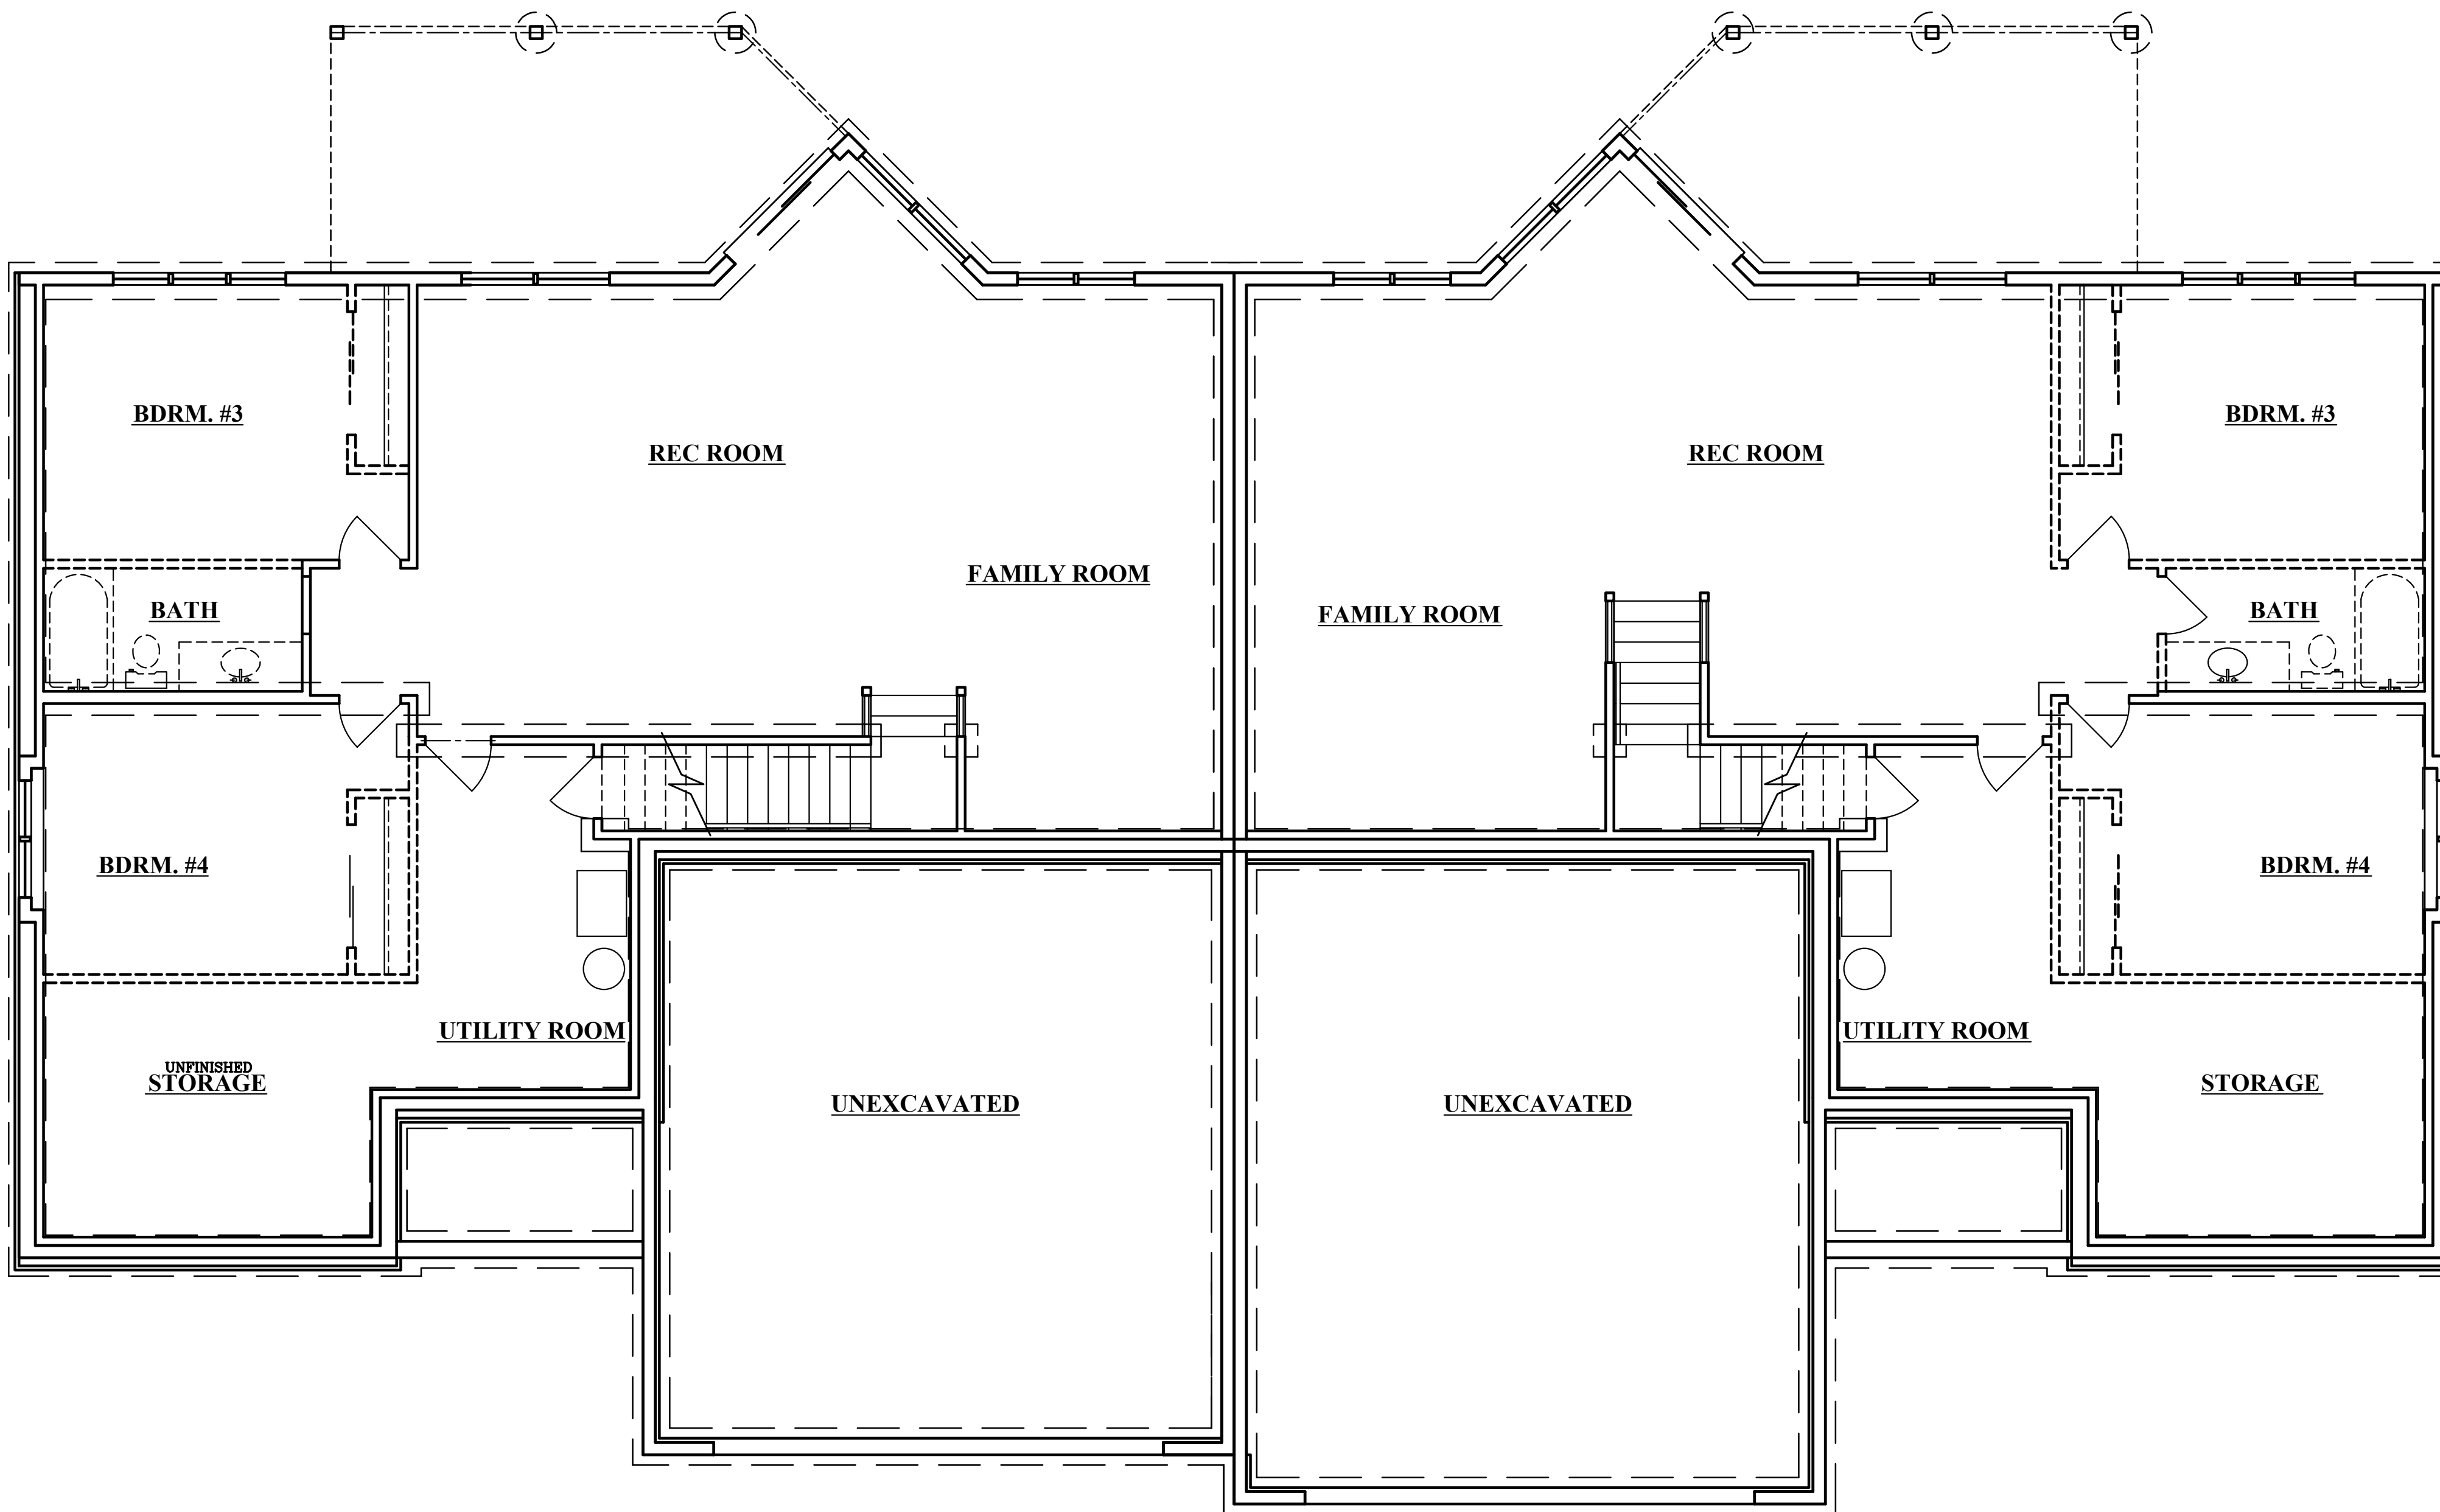 BDRM. #3
BDRM. #3
REC ROOM
REC ROOM
FAMILY ROOM
BATH
FAMILY ROOM
BATH
BDRM. #4
BDRM. #4
UTILITY ROOM
UTILITY ROOM
UNFINISHED
STORAGE
STORAGE
UNEXCAVATED
UNEXCAVATED